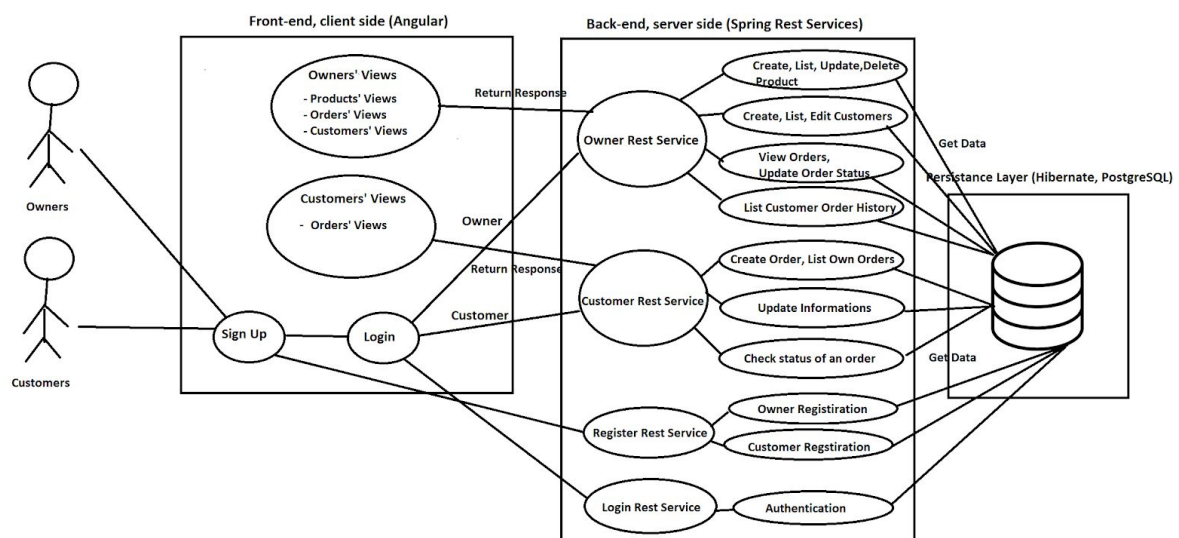 Front-end, client side (Angular)
Back-end, server side (Spring Rest Services)
Owners' Views
- Products' Views
- Orders' Views
- Customers' Views
Return Response
Owner Rest Service
Create, List, Update,Delete
Product
Create, List, Edit Customers
View Orders,
Update Order Status
List Customer Order History
Get Data
Persistance Layer (Hibernate, PostgreSQL)
Owners
Customers' Views
- Orders' Views
Owner
Return Response
Customer Rest Service
Create Order, List Own Orders
Update Informations
Check status of an order
Get Data
Customer
Sign Up
Login
Customers
Register Rest Service
Owner Registiration
Customer Regstiration
Login Rest Service
Authentication